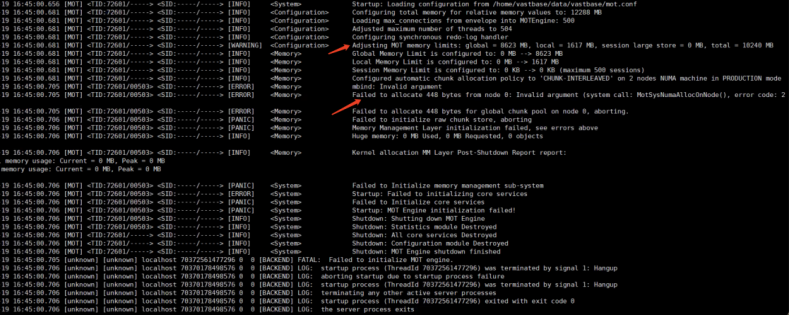 19 16:45:00.656 [MOT] <TID:72601/-----> <SID:-----/-----> [INFO] <System> Startup: Loading configuration from /home/vastbase/data/vastbase/mot.conf
19 16:45:00.681 [MOT] <TID:72601/-----> <SID:-----/-----> [INFO] <Configuration> Configuring total memory for relative memory values to: 12288 MB
19 16:45:00.681 [MOT] <TID:72601/-----> <SID:-----/-----> [INFO] <Configuration> Loading max_connections from envelope into MOTEngine: 500
19 16:45:00.681 [MOT] <TID:72601/-----> <SID:-----/-----> [INFO] <Configuration> Adjusted maximum number of threads to 504
19 16:45:00.681 [MOT] <TID:72601/-----> <SID:-----/-----> [INFO] <Configuration> Configuring synchronous redo-log handler
19 16:45:00.681 [MOT] <TID:72601/-----> <SID:-----/-----> [WARNING] <Configuration> Adjusting MOT memory limits: global = 8623 MB, local = 1617 MB, session large store = 0 MB, total = 10240 MB
19 16:45:00.681 [MOT] <TID:72601/-----> <SID:-----/-----> [INFO] <Memory> Global Memory Limit is configured to: 0 MB --> 8623 MB
19 16:45:00.681 [MOT] <TID:72601/-----> <SID:-----/-----> [INFO] <Memory> Local Memory Limit is configured to: 0 MB --> 1617 MB
19 16:45:00.681 [MOT] <TID:72601/-----> <SID:-----/-----> [INFO] <Memory> Session Memory Limit is configured to: 0 KB --> 0 KB (maximum 500 sessions)
19 16:45:00.681 [MOT] <TID:72601/-----> <SID:-----/-----> [INFO] <Memory> Configured automatic chunk allocation policy to 'CHUNK-INTERLEAVED' on 2 nodes NUMA machine in PRODUCTION mode
19 16:45:00.705 [MOT] <TID:72601/00503> <SID:-----/-----> [ERROR] <Memory> mbind: Invalid argument
19 16:45:00.705 [MOT] <TID:72601/00503> <SID:-----/-----> [ERROR] <Memory> Failed to allocate 448 bytes from node 0: Invalid argument (system call: MotSysNumaAllocOnNode(), error code: 2
19 16:45:00.705 [MOT] <TID:72601/00503> <SID:-----/-----> [ERROR] <Memory> Failed to allocate 448 bytes for global chunk pool on node 0, aborting.
19 16:45:00.705 [MOT] <TID:72601/00503> <SID:-----/-----> [PANIC] <Memory> Failed to initialize raw chunk store, aborting
19 16:45:00.706 [MOT] <TID:72601/00503> <SID:-----/-----> [PANIC] <Memory> Memory Management Layer initialization failed, see errors above
19 16:45:00.706 [MOT] <TID:72601/00503> <SID:-----/-----> [INFO] <Memory> Huge memory: 0 MB Used, 0 MB Requested, 0 objects
19 16:45:00.706 [MOT] <TID:72601/00503> <SID:-----/-----> [INFO] <Memory> Kernel allocation MM Layer Post-Shutdown Report report:
memory usage: Current = 0 MB, Peak = 0 MB
memory usage: Current = 0 MB, Peak = 0 MB
19 16:45:00.706 [MOT] <TID:72601/00503> <SID:-----/-----> [PANIC] <System> Failed to Initialize memory management sub-system
19 16:45:00.706 [MOT] <TID:72601/00503> <SID:-----/-----> [ERROR] <System> Startup: Failed to initializing core services
19 16:45:00.706 [MOT] <TID:72601/00503> <SID:-----/-----> [PANIC] <System> Failed to Initialize core services
19 16:45:00.706 [MOT] <TID:72601/00503> <SID:-----/-----> [PANIC] <System> Startup: MOT Engine initialization failed!
19 16:45:00.706 [MOT] <TID:72601/00503> <SID:-----/-----> [INFO] <System> Shutdown: Shutting down MOT Engine
19 16:45:00.706 [MOT] <TID:72601/00503> <SID:-----/-----> [INFO] <System> Shutdown: Statistics module Destroyed
19 16:45:00.706 [MOT] <TID:72601/-----> <SID:-----/-----> [INFO] <System> Shutdown: All core services Destroyed
19 16:45:00.706 [MOT] <TID:72601/-----> <SID:-----/-----> [INFO] <System> Shutdown: Configuration module Destroyed
19 16:45:00.706 [MOT] <TID:72601/-----> <SID:-----/-----> [INFO] <System> Shutdown: MOT Engine shutdown finished
19 16:45:00.705 [unknown] [unknown] localhost 70372561477296 0 0 [BACKEND] FATAL: Failed to initialize MOT engine.
19 16:45:00.706 [unknown] [unknown] localhost 70370178498576 0 0 [BACKEND] LOG: startup process (ThreadId 70372561477296) was terminated by signal 1: Hangup
19 16:45:00.706 [unknown] [unknown] localhost 70370178498576 0 0 [BACKEND] LOG: aborting startup due to startup process failure
19 16:45:00.706 [unknown] [unknown] localhost 70370178498576 0 0 [BACKEND] LOG: startup process (ThreadId 70372561477296) was terminated by signal 1: Hangup
19 16:45:00.706 [unknown] [unknown] localhost 70370178498576 0 0 [BACKEND] LOG: terminating any other active server processes
19 16:45:00.706 [unknown] [unknown] localhost 70370178498576 0 0 [BACKEND] LOG: startup process (ThreadId 70372561477296) exited with exit code 0
19 16:45:00.706 [unknown] [unknown] localhost 70370178498576 0 0 [BACKEND] LOG: the server process exits